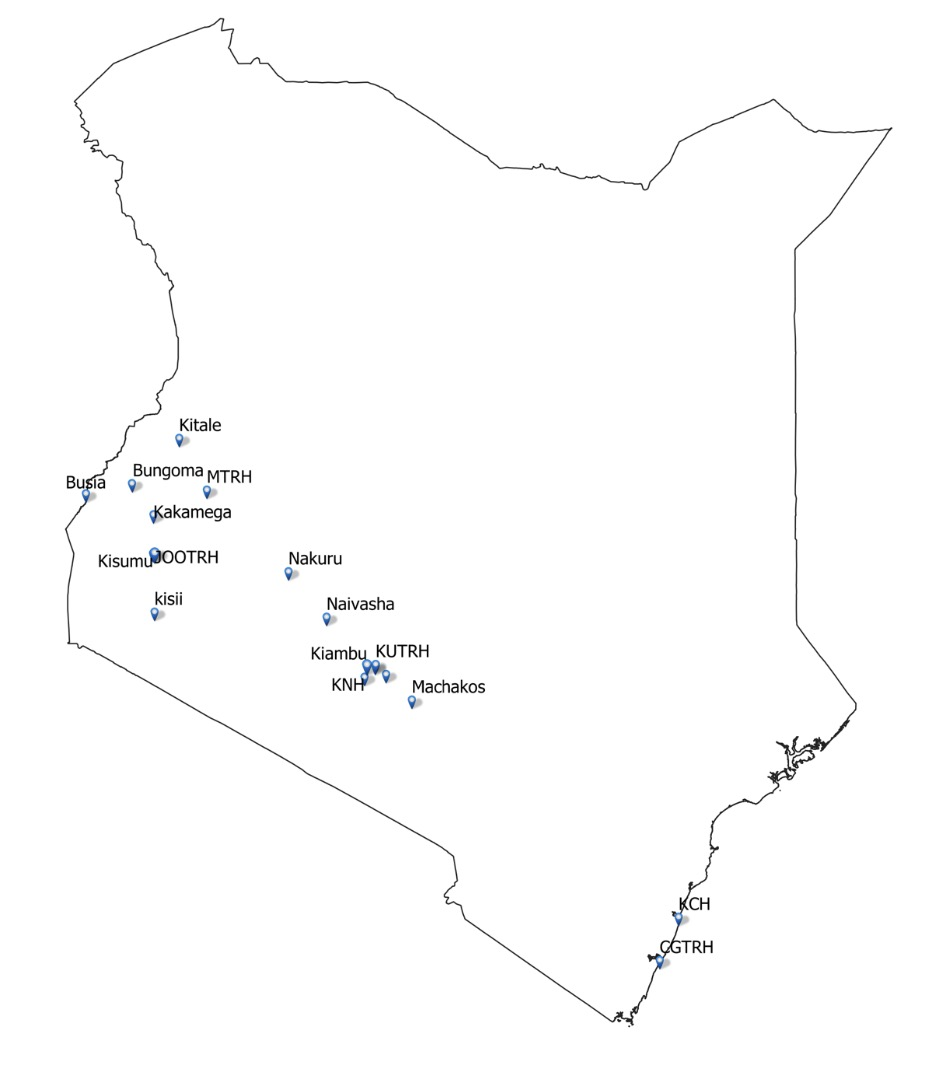 Kitale
Bungoma
MTRH
Busia
Kakamega
JOOTRH
Kisumu
Nakuru
kisii
Naivasha
Kiambu
KUTRH
KNH
Machakos
KCH
CGTRH